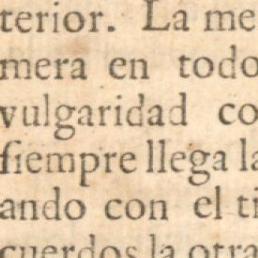 terior. La me
mera en todo
vulgaridad co
ſiempre llega la
ando con el ti
cuerdos la otra